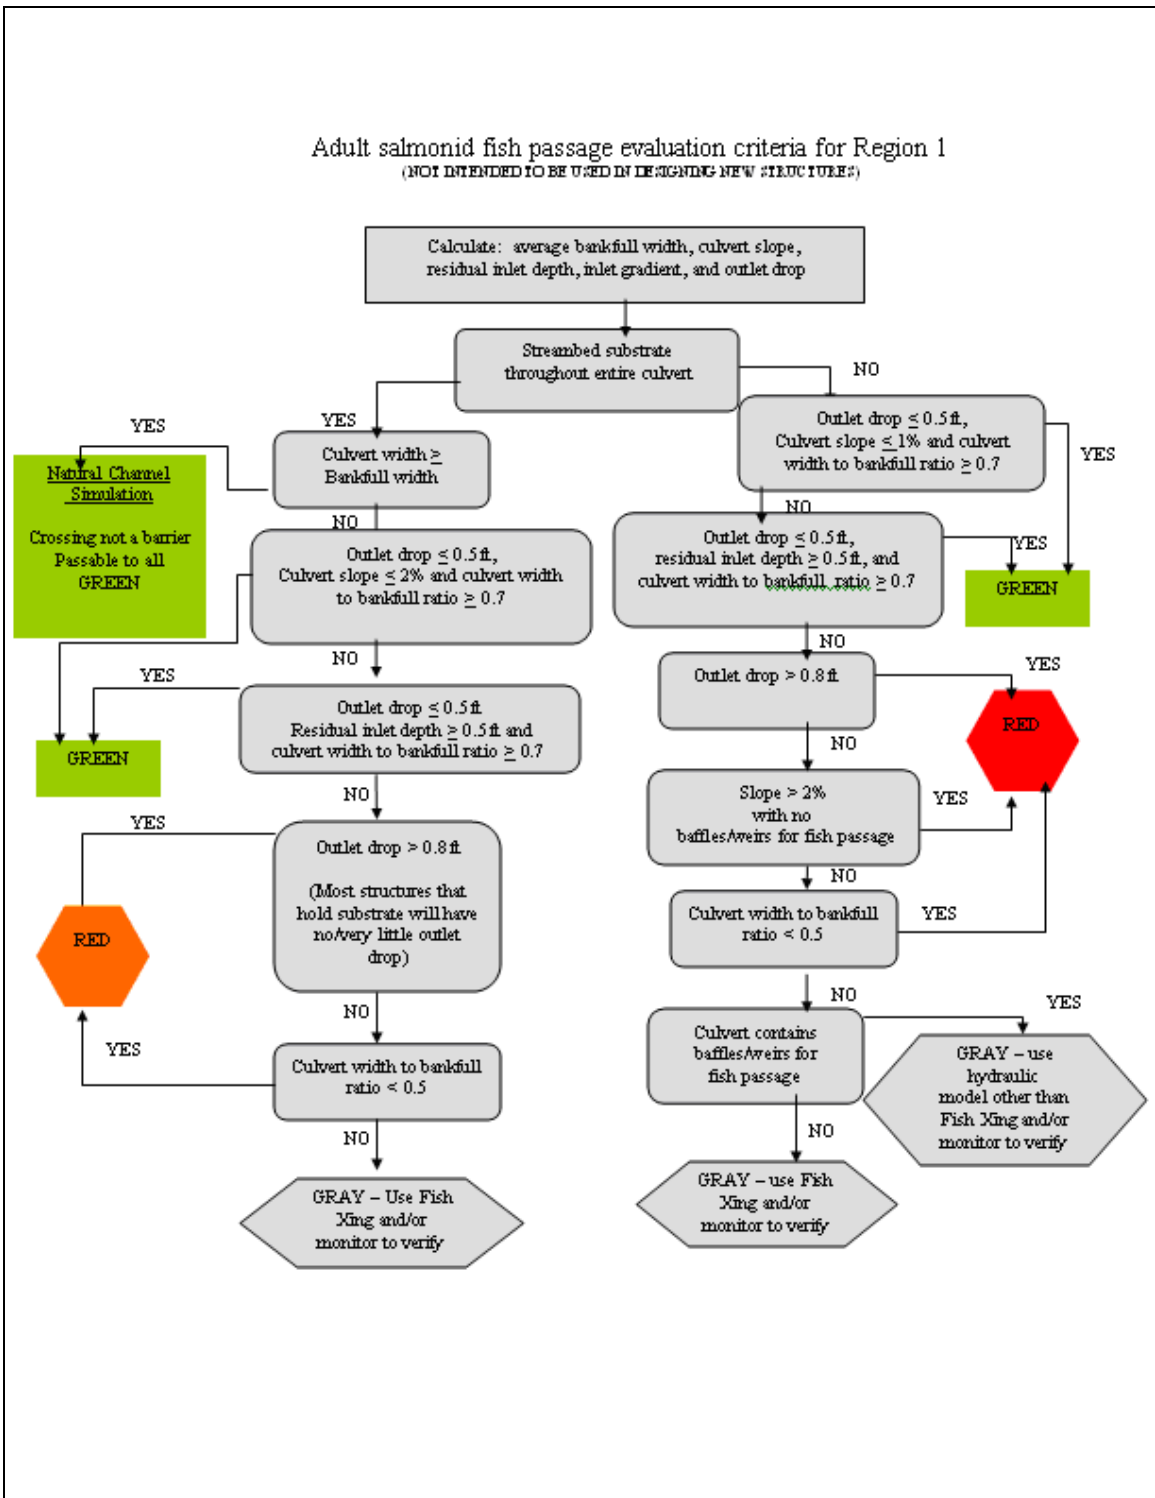 Adult salmonid fish passage evaluation criteria for Region 1
(NOT INTENDED TO BE USED IN DESIGNING NEW STRUCTURES)
Calculate: average bankfull width, culvert slope,
residual inlet depth, inlet gradient, and outlet drop
Streambed substrate
throughout entire culvert
NO
YES
YES
Outlet drop ≤ 0.5 ft,
Culvert slope ≤ 1% and culvert
width to bankfull ratio ≥ 0.7
YES
Culvert width ≥
Bankfull width
Natural Channel
Simulation
Crossing not a barrier
Passable to all
GREEN
NO
NO
Outlet drop ≤ 0.5 ft,
Culvert slope ≤ 2% and culvert width
to bankfull ratio ≥ 0.7
Outlet drop ≤ 0.5 ft,
residual inlet depth ≥ 0.5 ft, and
culvert width to bankfull ratio ≥ 0.7
YES
GREEN
NO
NO
YES
Outlet drop > 0.8 ft
YES
Outlet drop ≤ 0.5 ft
Residual inlet depth ≥ 0.5 ft and
culvert width to bankfull ratio ≥ 0.7
GREEN
RED
NO
NO
Slope > 2%
with no
baffles/weirs for fish passage
YES
YES
Outlet drop > 0.8 ft
(Most structures that
hold substrate will have
no/very little outlet
drop)
RED
NO
Culvert width to bankfull
ratio < 0.5
YES
NO
NO
YES
YES
Culvert width to bankfull
ratio < 0.5
Culvert contains
baffles/weirs for
fish passage
GRAY – use
hydraulic
model other than
Fish Xing and/or
monitor to verify
NO
NO
GRAY – Use Fish
Xing and/or
monitor to verify
GRAY – use Fish
Xing and/or
monitor to verify